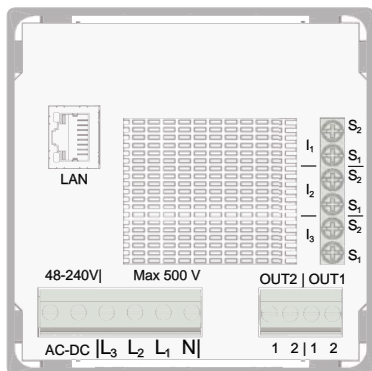 S₂
I₁
S₁
LAN
S₂
I₂
S₁
S₂
I₃
S₁
48-240V| Max 500 V OUT2 | OUT1
AC-DC |L₃ L₂ L₁ N| 1 2|1 2